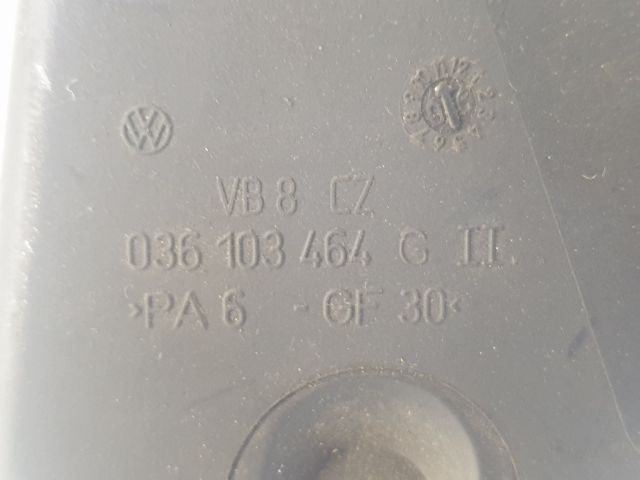 VB 8 CZ
036 103 464 G II.
>PA 6 - GF 30<